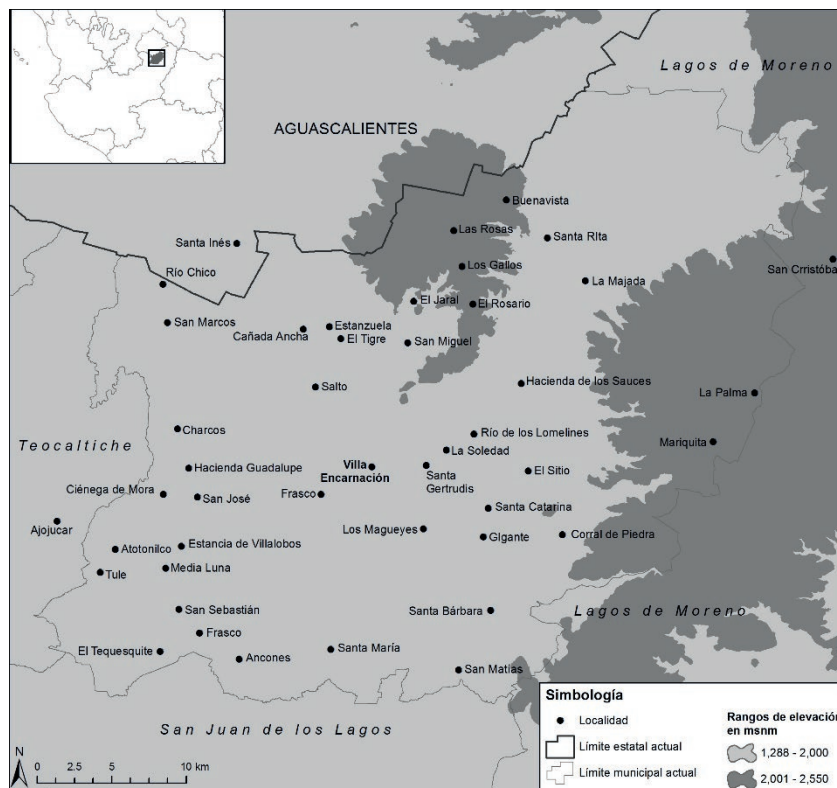 Lagos de Moreno
AGUASCALIENTES
Buenavista
Las Rosas
Santa RIta
Santa Inés
San Crristóba
Los Gallos
Río Chico
La Majada
El Jaral
El Rosario
San Marcos
Estanzuela
Cañada Ancha
El Tigre
San Miguel
Salto
Hacienda de los Sauces
La Palma
Charcos
Río de los Lomelines
Teocaltiche
Mariquita
La Soledad
Hacienda Guadalupe
Villa
Encarnación
Santa
Gertrudis
El Sitio
Ciénega de Mora
San José
Frasco
Santa Catarina
Ajojucar
Los Magueyes
GIgante
Corral de Piedra
Atotonilco
Estancia de Villalobos
Tule
Media Luna
San Sebastián
Santa Bárbara
Lagos de Moreno
Frasco
El Tequesquite
Ancones
Santa María
San Matías
San Juan de los Lagos
N
0 2.5 5 10 km
Simbología
Localidad
Límite estatal actual
Límite municipal actual
Rangos de elevación
en msnm
1,288 - 2,000
2,001 - 2,550